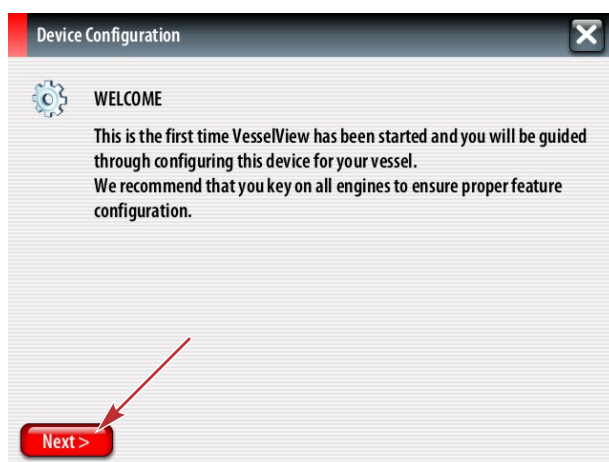 Device Configuration
WELCOME
This is the first time VesselView has been started and you will be guided
through configuring this device for your vessel.
We recommend that you key on all engines to ensure proper feature
configuration.
Next >